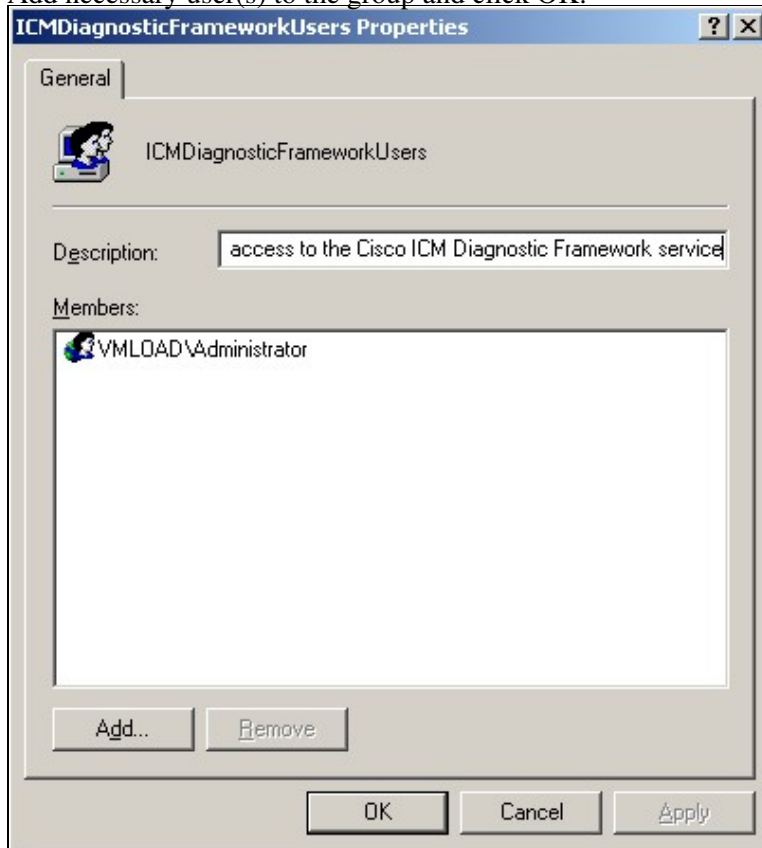 Add necessary user(s) to the group and click OK.
ICMDiagnosticFrameworkUsers Properties
General
ICMDiagnosticFrameworkUsers
Description: access to the Cisco ICM Diagnostic Framework service
Members:
VMLOAD\Administrator
Add... Remove
OK Cancel Apply